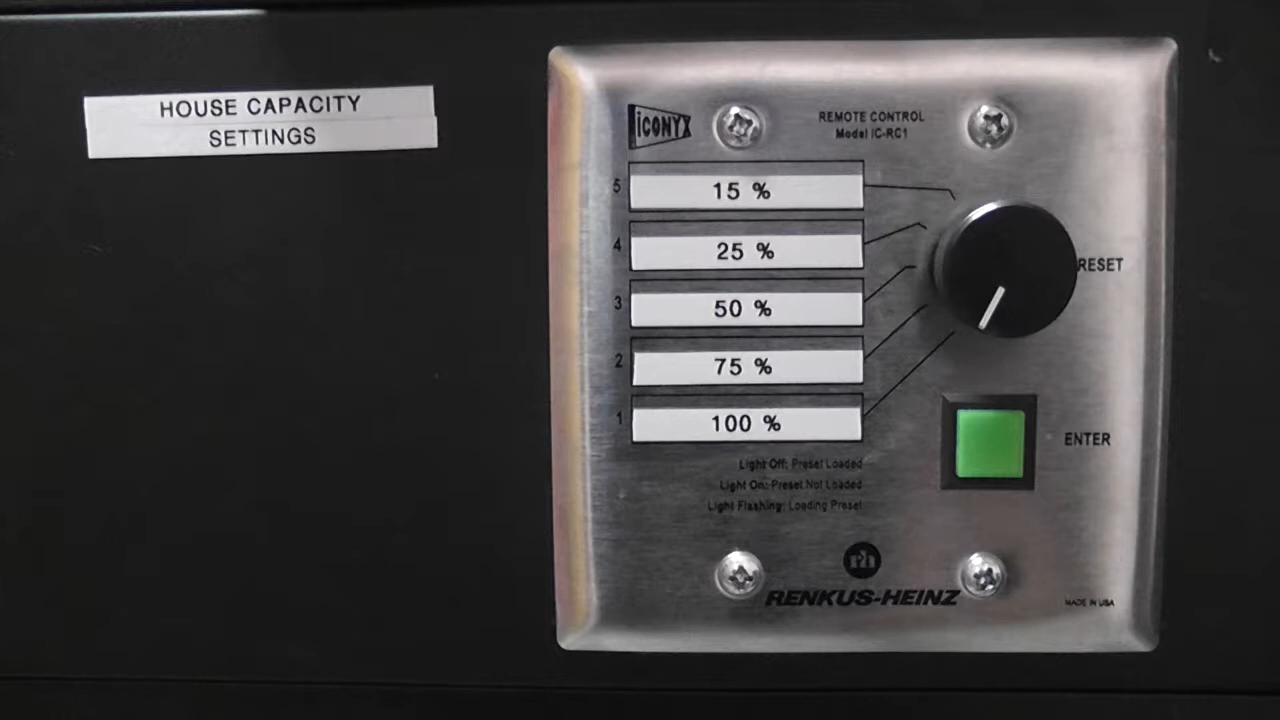 HOUSE CAPACITY
SETTINGS
ICONYX
REMOTE CONTROL
Model IC-RC1
5 15 %
4 25 %
3 50 %
2 75 %
1 100 %
RESET
ENTER
Light Off: Preset Loaded
Light On: Preset Not Loaded
Light Flashing: Loading Preset
rh
RENKUS-HEINZ
MADE IN USA